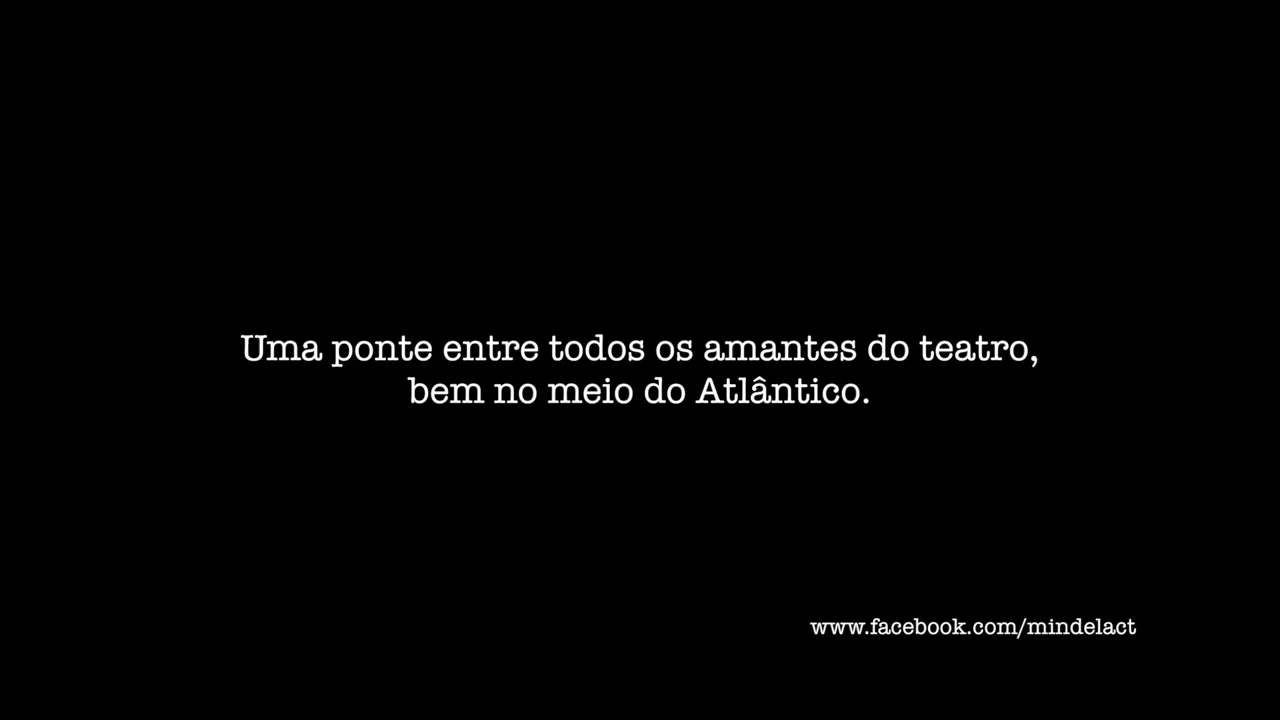 Uma ponte entre todos os amantes do teatro,
bem no meio do Atlântico.
www.facebook.com/mindelact